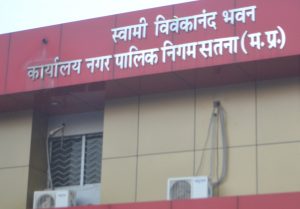 स्वामी विवेकानंद भवन
कार्यालय नगर पालिक निगम सतना (म.प्र.)